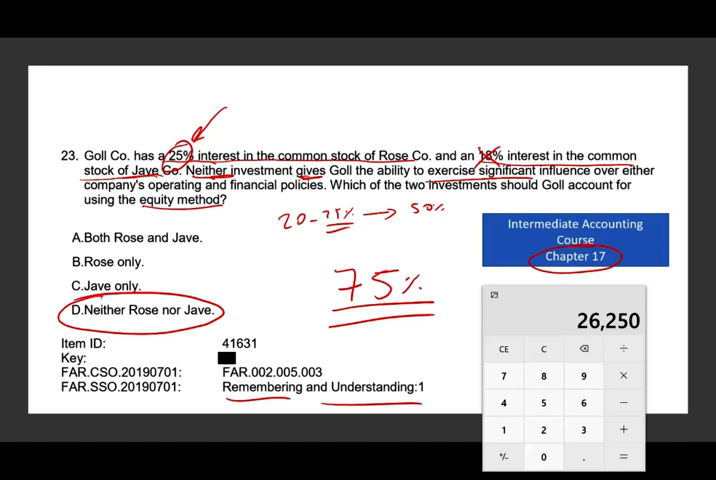 23. Goll Co. has a 25% interest in the common stock of Rose Co. and an 18% interest in the common
stock of Jave Co. Neither investment gives Goll the ability to exercise significant influence over either
company's operating and financial policies. Which of the two investments should Goll account for
using the equity method?
20-25% → 50%
A.Both Rose and Jave.
B.Rose only.
C.Jave only.
D.Neither Rose nor Jave.
75%
Item ID: 41631
Key:
FAR.CSO.20190701: FAR.002.005.003
FAR.SSO.20190701: Remembering and Understanding:1
Intermediate Accounting
Course
Chapter 17
26,250
CE C ⌫ ÷
7 8 9 ×
4 5 6 −
1 2 3 +
+/- 0 . =